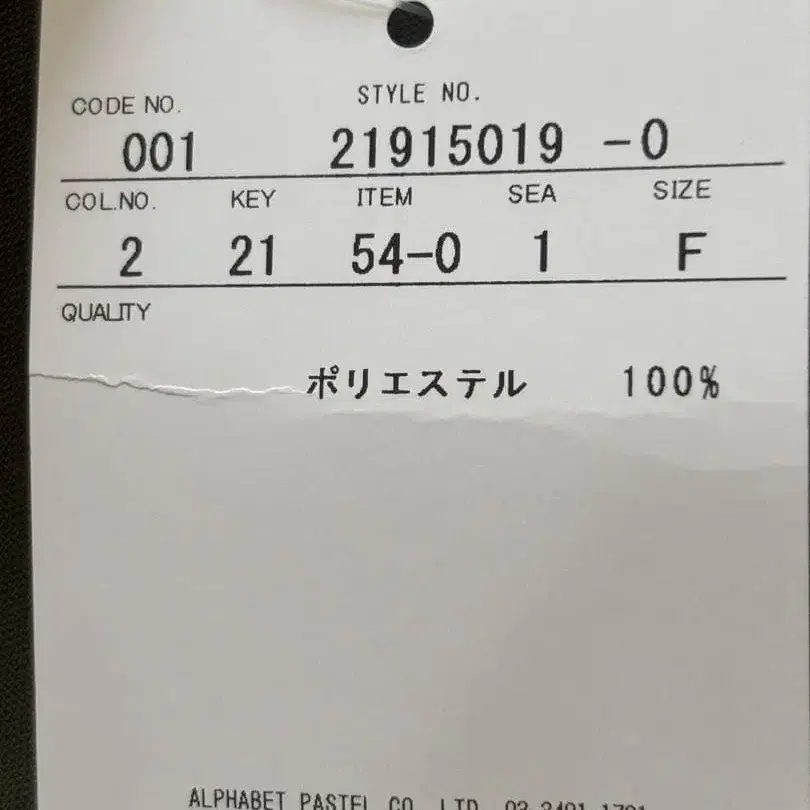 CODE NO. STYLE NO.
001 21915019 -0
COL.NO. KEY ITEM SEA SIZE
2 21 54-0 1 F
QUALITY
ポリエステル 100%
ALPHABET PASTEL CO. LTD.